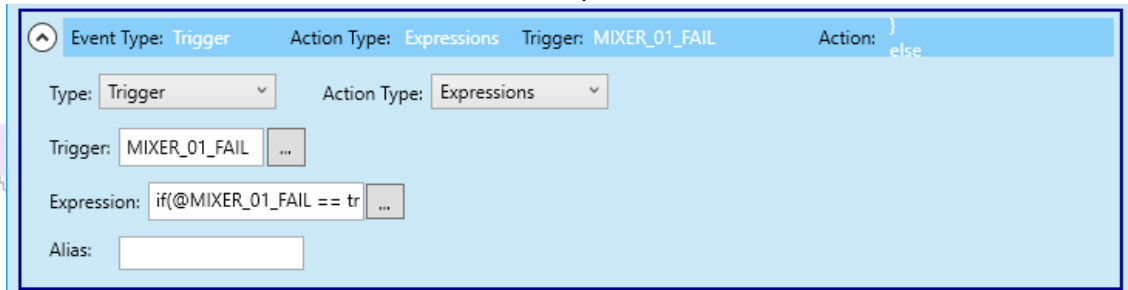 Event Type: Trigger Action Type: Expressions Trigger: MIXER_01_FAIL Action: }
else
Type: Trigger Action Type: Expressions
Trigger: MIXER_01_FAIL ...
Expression: if(@MIXER_01_FAIL == tr ...
Alias: